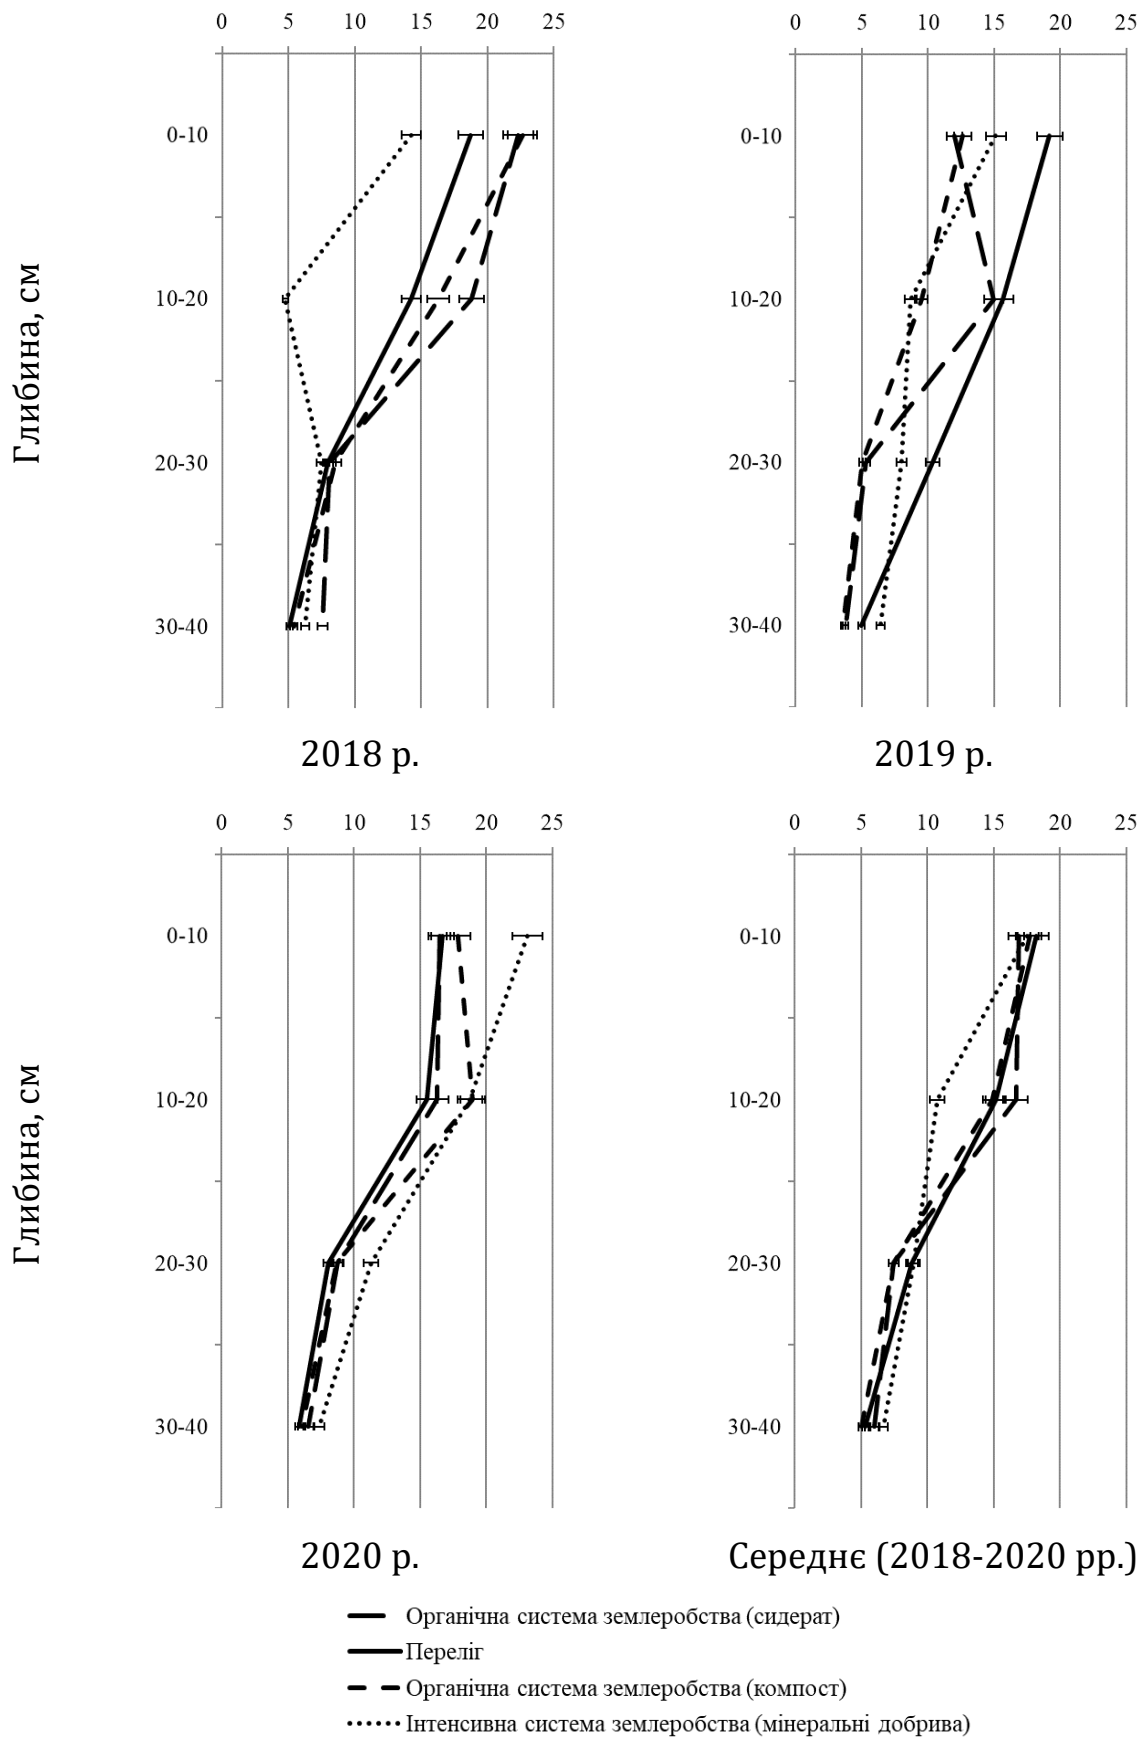 0 5 10 15 20 25
0 5 10 15 20 25
Глибина, см
0-10
10-20
20-30
30-40
0-10
10-20
20-30
30-40
2018 р.
2019 р.
0 5 10 15 20 25
0 5 10 15 20 25
Глибина, см
0-10
10-20
20-30
30-40
0-10
10-20
20-30
30-40
2020 р.
Середнє (2018-2020 рр.)
Органічна система землеробства (сидерат)
Переліг
Органічна система землеробства (компост)
Інтенсивна система землеробства (мінеральні добрива)